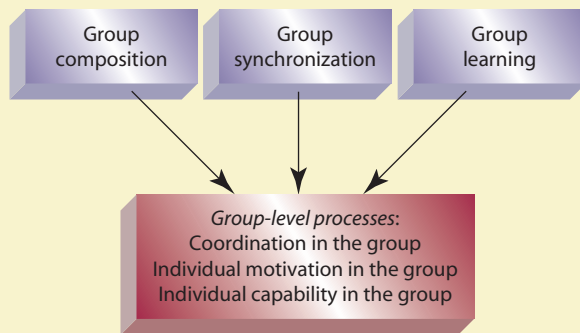 Group
composition
Group
synchronization
Group
learning
Group-level processes:
Coordination in the group
Individual motivation in the group
Individual capability in the group